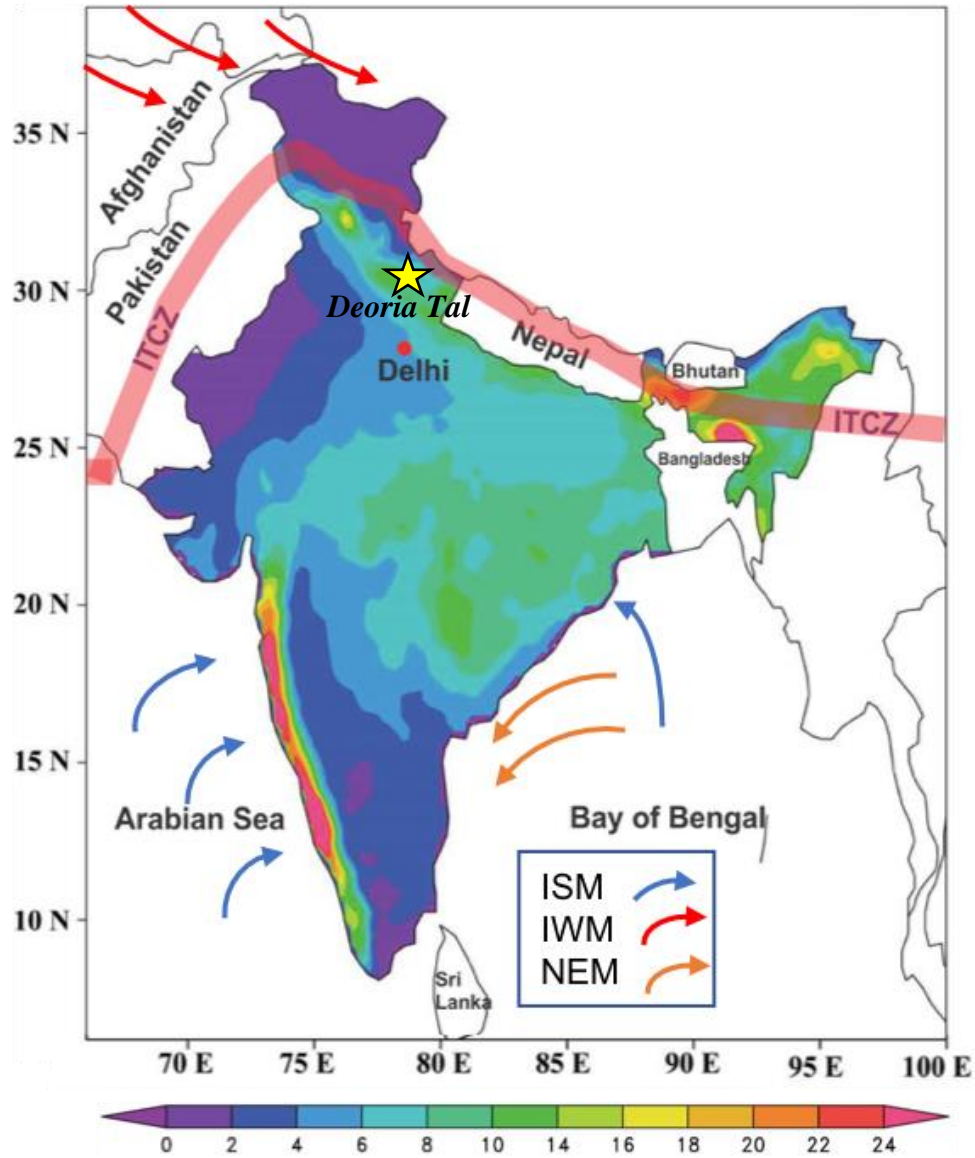 35 N
30 N
25 N
20 N
15 N
10 N
Afghanistan
Pakistan
ITCZ
Deoria Tal
Delhi
Nepal
Bhutan
ITCZ
Bangladesh
Arabian Sea
Bay of Bengal
ISM
IWM
NEM
Sri
Lanka
70 E 75 E 80 E 85 E 90 E 95 E 100 E
0 2 4 6 8 10 14 16 18 20 22 24